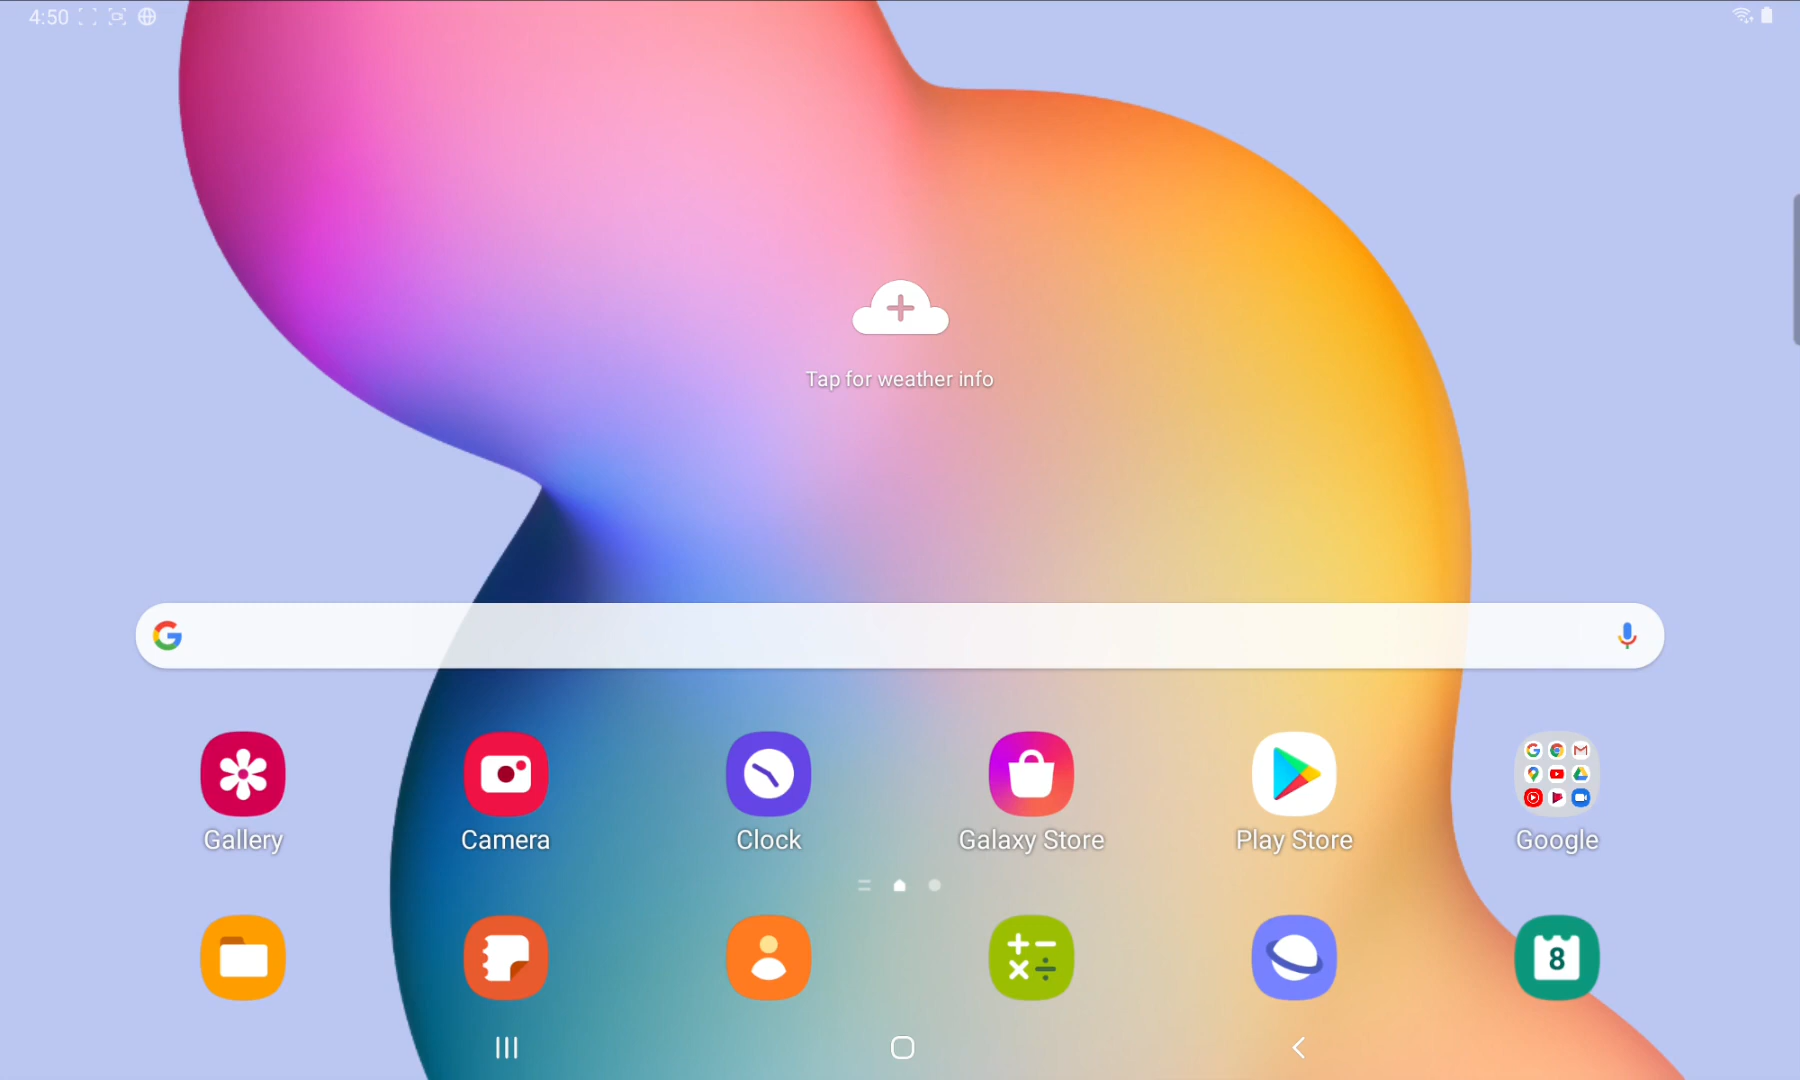 4:50
Tap for weather info
Gallery
Camera
Clock
Galaxy Store
Play Store
Google
8